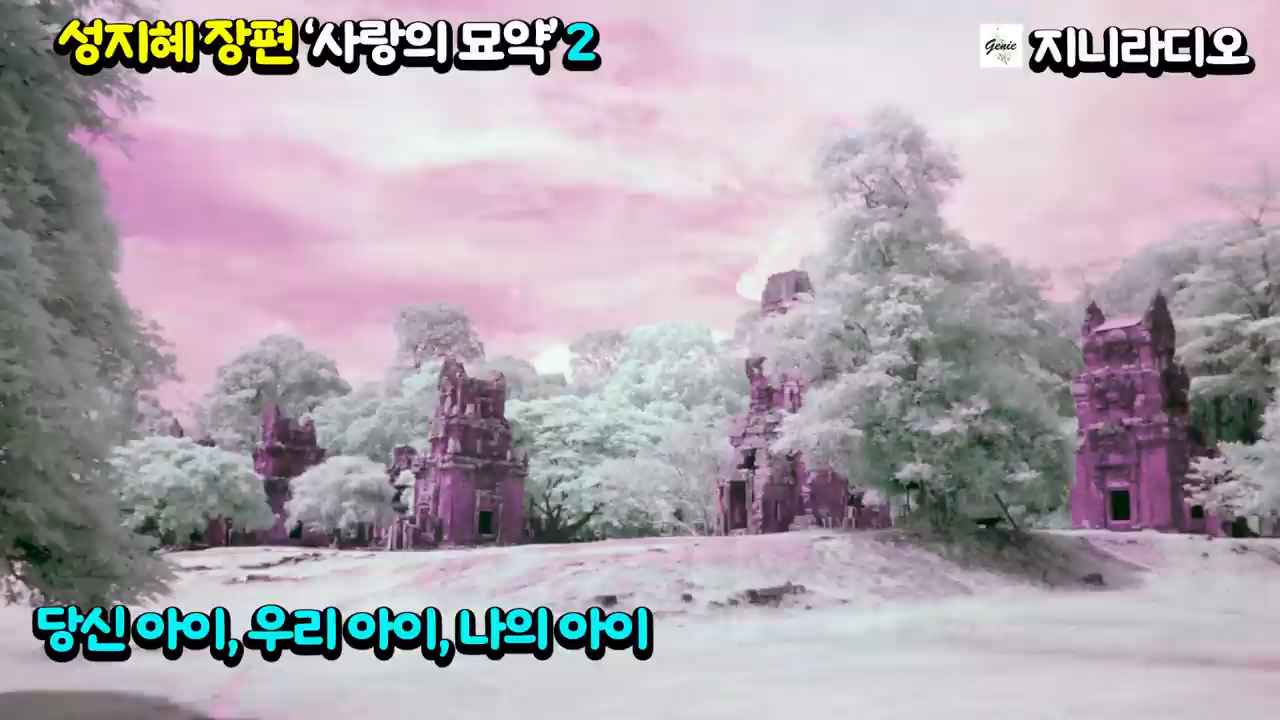 성지혜 장편 ‘사랑의 묘약’ 2
Genie 지니라디오
당신 아이, 우리 아이, 나의 아이